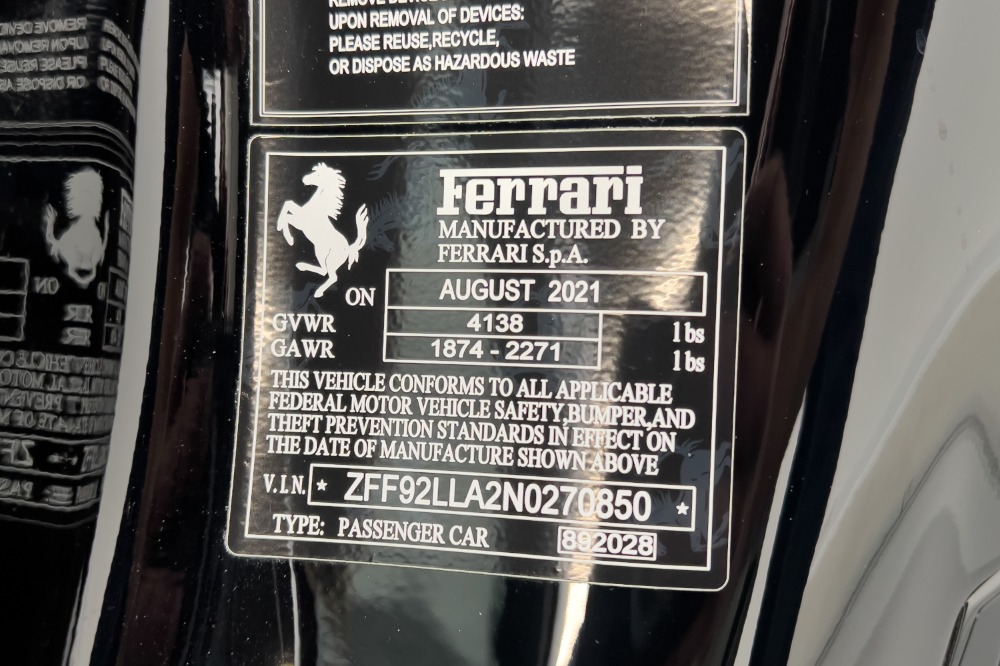 UPON REMOVAL OF DEVICES:
PLEASE REUSE,RECYCLE,
OR DISPOSE AS HAZARDOUS WASTE
Ferrari
MANUFACTURED BY
FERRARI S.p.A.
ON AUGUST 2021
GVWR 4138 lbs
GAWR 1874 - 2271 lbs
THIS VEHICLE CONFORMS TO ALL APPLICABLE
FEDERAL MOTOR VEHICLE SAFETY,BUMPER,AND
THEFT PREVENTION STANDARDS IN EFFECT ON
THE DATE OF MANUFACTURE SHOWN ABOVE
V.I.N. * ZFF92LLA2N0270850 *
TYPE: PASSENGER CAR 892028